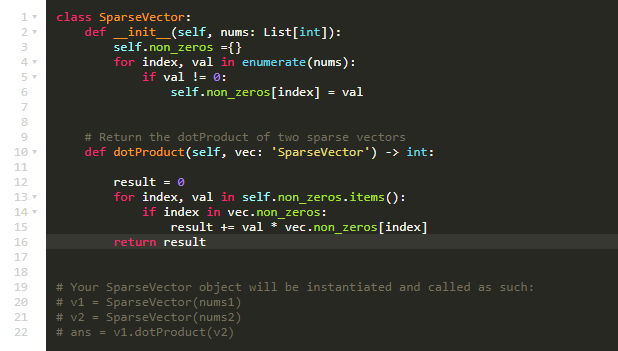 1 class SparseVector:
2     def __init__(self, nums: List[int]):
3         self.non_zeros ={}
4         for index, val in enumerate(nums):
5             if val != 0:
6                 self.non_zeros[index] = val
7
8
9     # Return the dotProduct of two sparse vectors
10     def dotProduct(self, vec: 'SparseVector') -> int:
11
12         result = 0
13         for index, val in self.non_zeros.items():
14             if index in vec.non_zeros:
15                 result += val * vec.non_zeros[index]
16         return result
17
18
19 # Your SparseVector object will be instantiated and called as such:
20 # v1 = SparseVector(nums1)
21 # v2 = SparseVector(nums2)
22 # ans = v1.dotProduct(v2)